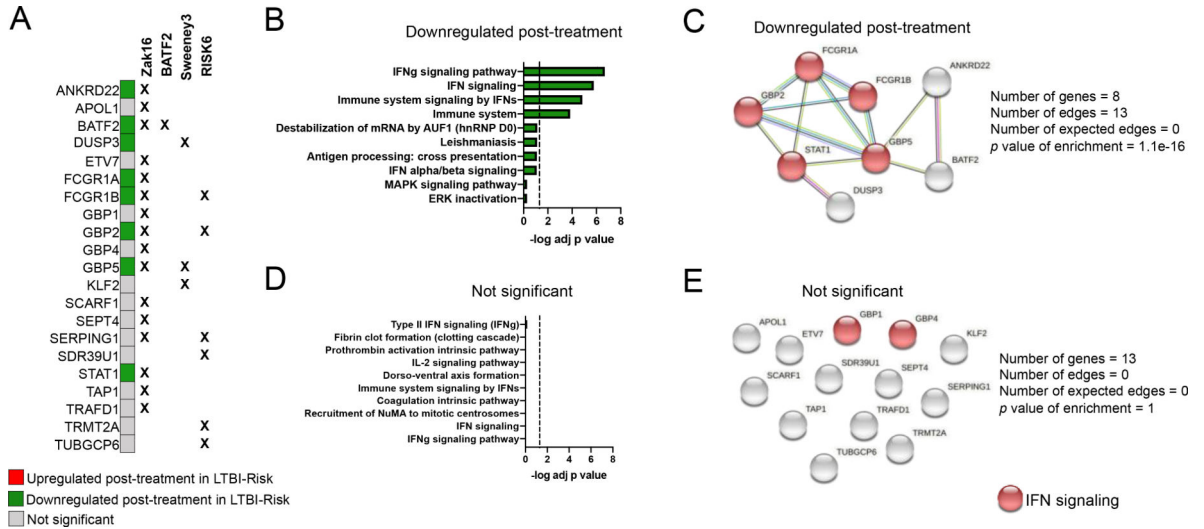 A
Zak16
BATF2
Sweeney3
RISK6
ANKRD22 X
APOL1 X
BATF2 X X
DUSP3 X
ETV7 X
FCGR1A X
FCGR1B X X
GBP1 X
GBP2 X X
GBP4 X
GBP5 X X
KLF2 X
SCARF1 X
SEPT4 X
SERPING1 X X
SDR39U1 X
STAT1 X
TAP1 X
TRAFD1 X
TRMT2A X
TUBGCP6 X
Upregulated post-treatment in LTBI-Risk
Downregulated post-treatment in LTBI-Risk
Not significant
B
Downregulated post-treatment
IFNg signaling pathway
IFN signaling
Immune system signaling by IFNs
Immune system
Destabilization of mRNA by AUF1 (hnRNP D0)
Leishmaniasis
Antigen processing: cross presentation
IFN alpha/beta signaling
MAPK signaling pathway
ERK inactivation
0 2 4 6 8
-log adj p value
C
Downregulated post-treatment
FCGR1A
FCGR1B
ANKRD22
GBP2
STAT1
GBP5
BATF2
DUSP3
Number of genes = 8
Number of edges = 13
Number of expected edges = 0
p value of enrichment = 1.1e-16
D
Not significant
Type II IFN signaling (IFNg)
Fibrin clot formation (clotting cascade)
Prothrombin activation intrinsic pathway
IL-2 signaling pathway
Dorso-ventral axis formation
Immune system signaling by IFNs
Coagulation intrinsic pathway
Recruitment of NuMA to mitotic centrosomes
IFN signaling
IFNg signaling pathway
0 2 4 6 8
-log adj p value
E
Not significant
APOL1
ETV7
GBP1
GBP4
KLF2
SCARF1
SDR39U1
SEPT4
SERPING1
TAP1
TRAFD1
TRMT2A
TUBGCP6
Number of genes = 13
Number of edges = 0
Number of expected edges = 0
p value of enrichment = 1
IFN signaling